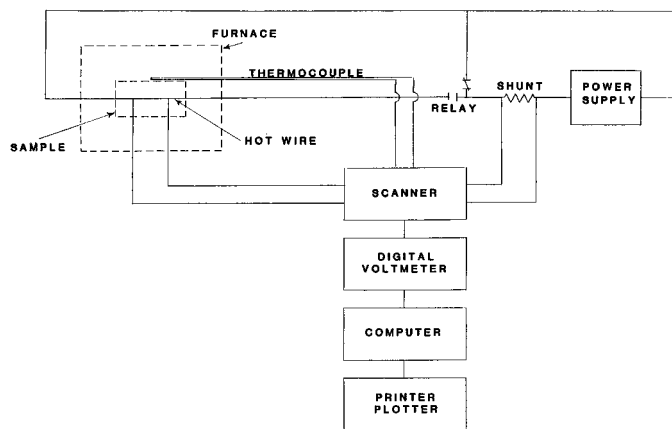 FURNACE
THERMOCOUPLE
SHUNT
POWER
SUPPLY
RELAY
HOT WIRE
SAMPLE
SCANNER
DIGITAL
VOLTMETER
COMPUTER
PRINTER
PLOTTER